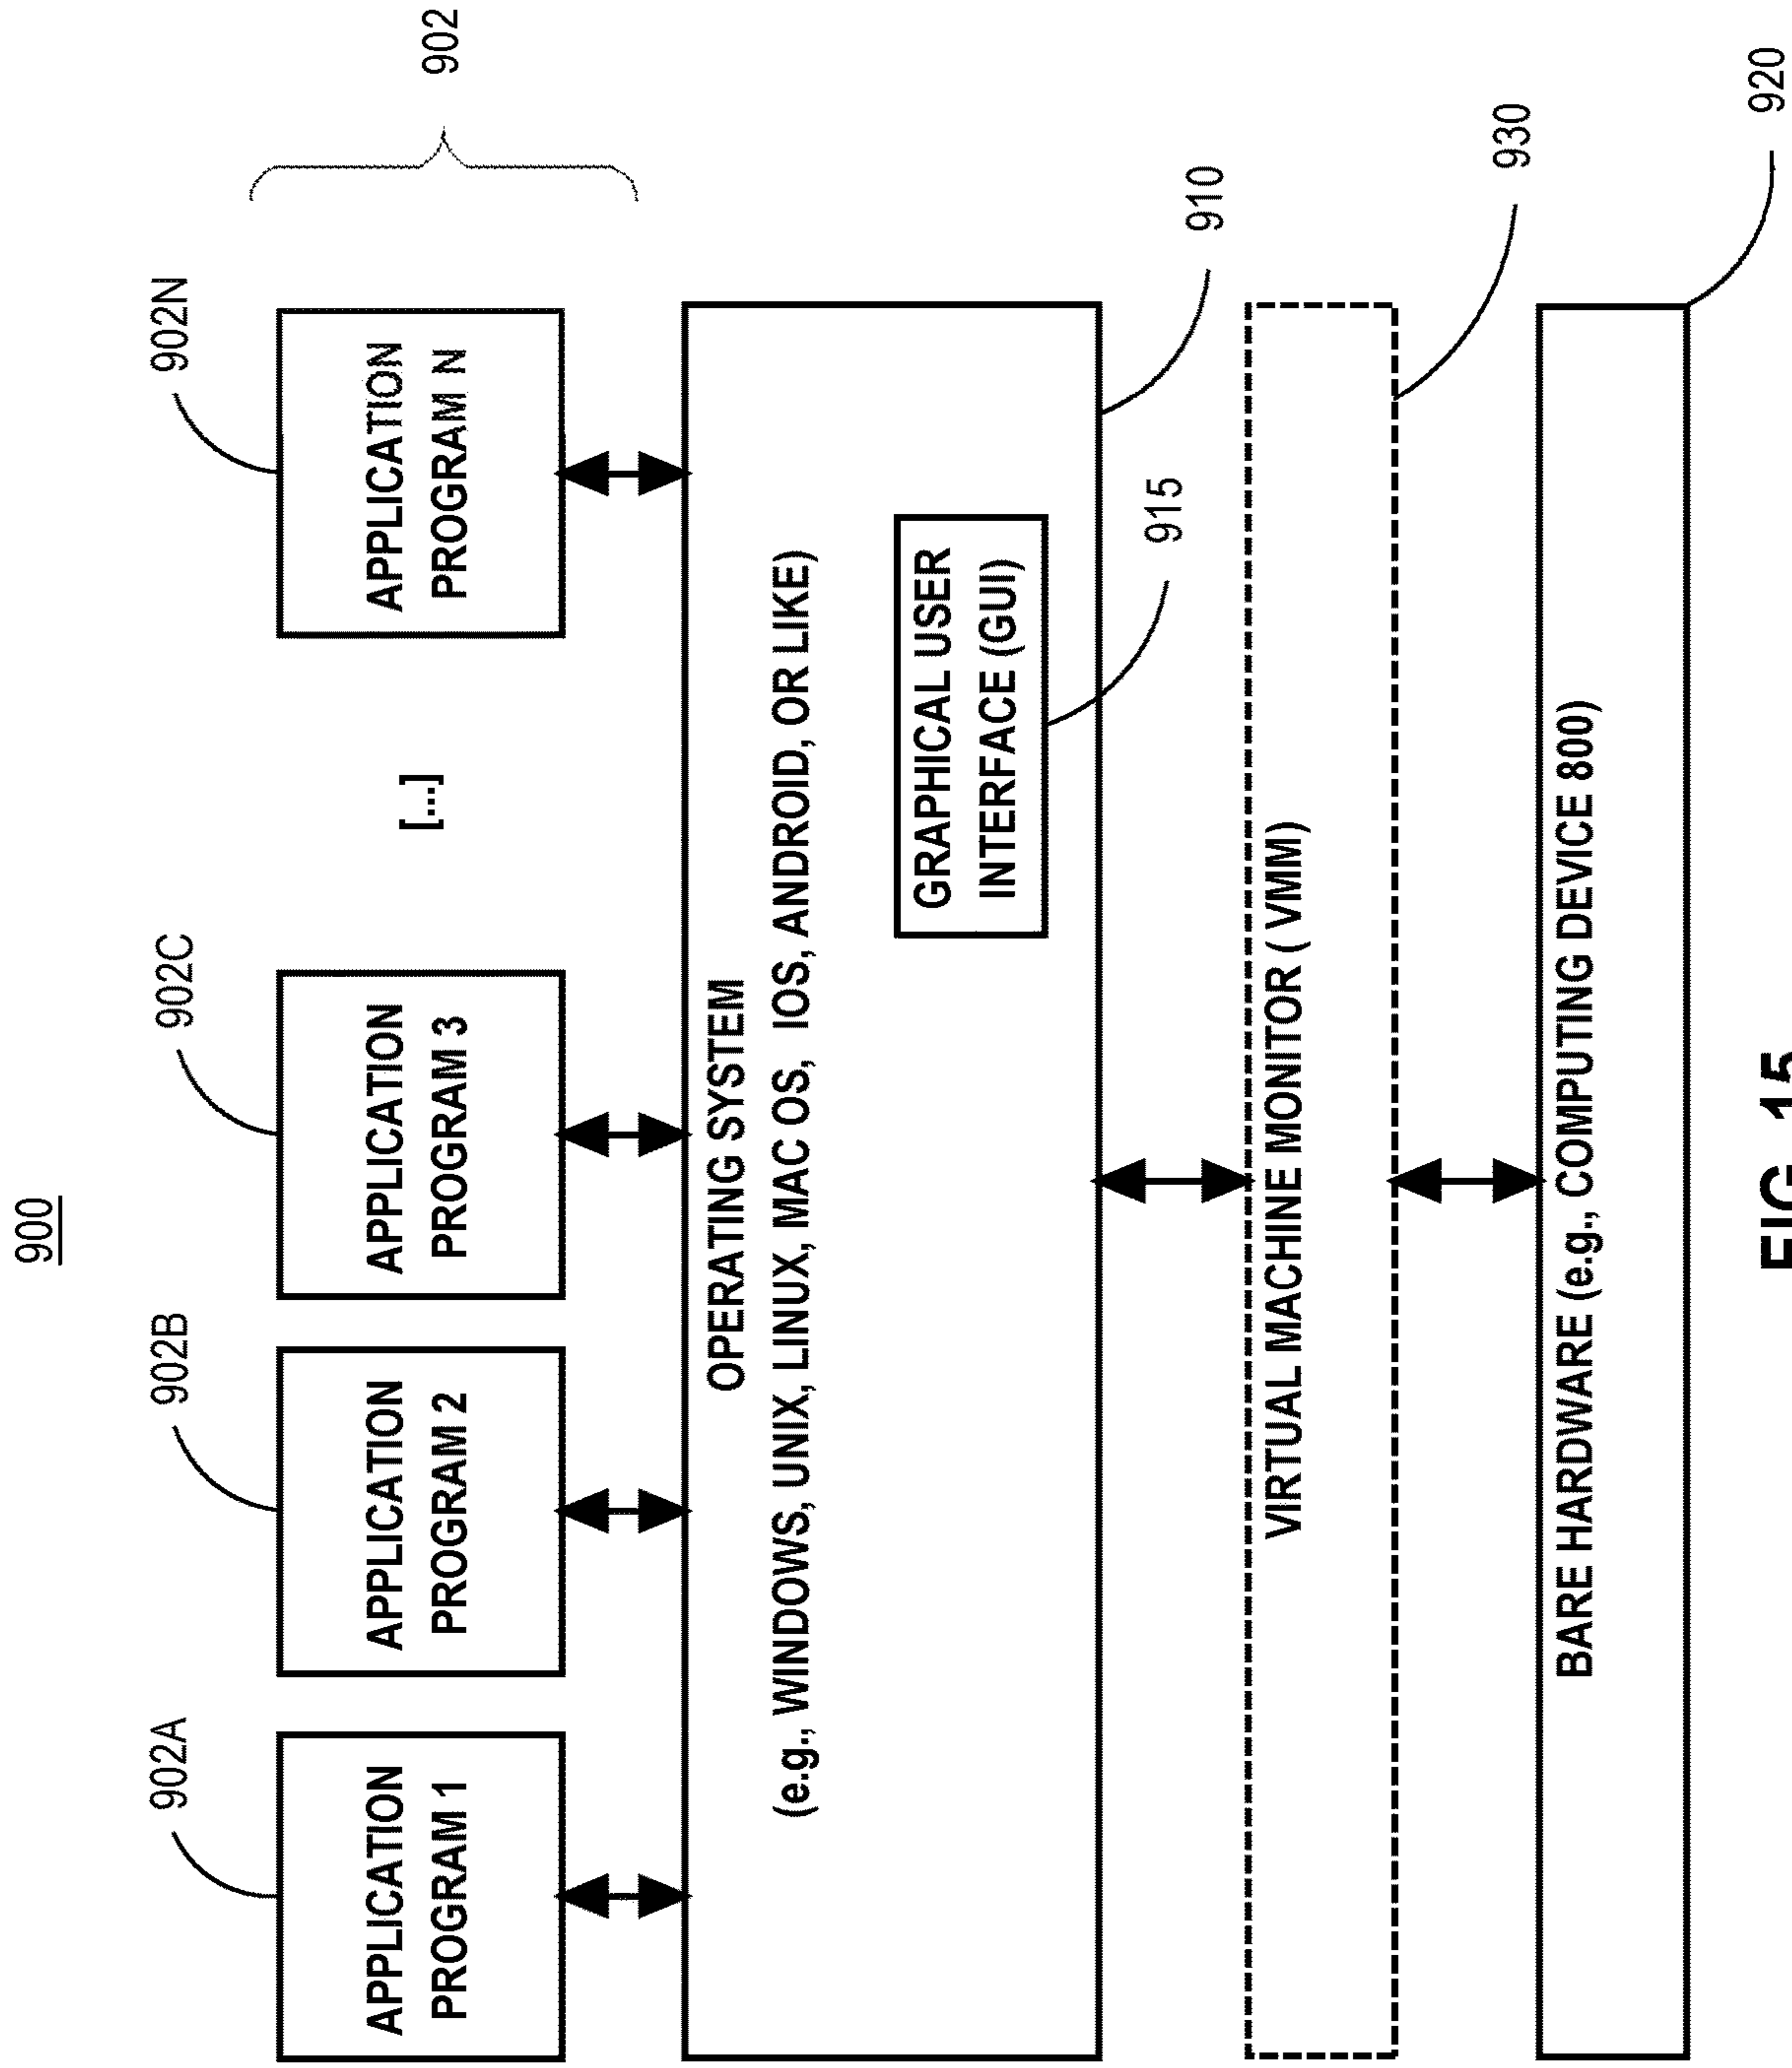 900
902
902A
902B
902C
902N
APPLICATION
PROGRAM 1
APPLICATION
PROGRAM 2
APPLICATION
PROGRAM 3
[...]
APPLICATION
PROGRAM N
OPERATING SYSTEM
(e.g., WINDOWS, UNIX, LINUX, MAC OS, IOS, ANDROID, OR LIKE)
GRAPHICAL USER
INTERFACE (GUI)
910
915
VIRTUAL MACHINE MONITOR ( VMM)
930
BARE HARDWARE (e.g., COMPUTING DEVICE 800)
920
FIG. 15